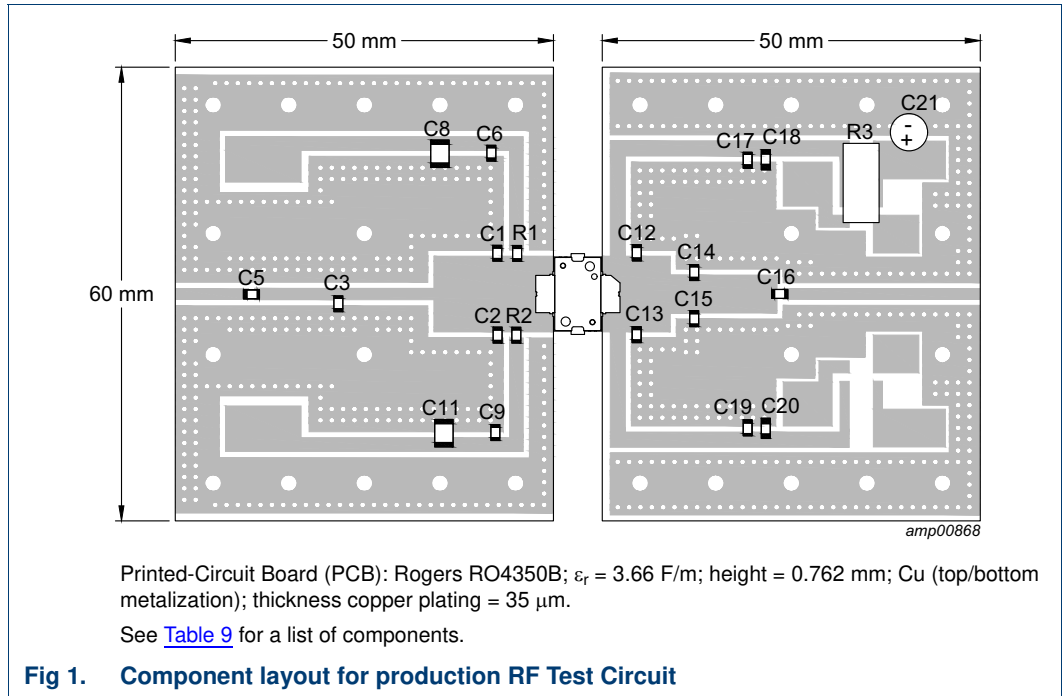 50 mm
50 mm
60 mm
C21
C8
C6
C17
C18
R3
-
+
C1
R1
C12
C14
C5
C3
C16
C2
R2
C13
C15
C11
C9
C19
C20
amp00868
Printed-Circuit Board (PCB): Rogers RO4350B; εr = 3.66 F/m; height = 0.762 mm; Cu (top/bottom
metalization); thickness copper plating = 35 μm.
See Table 9 for a list of components.
Fig 1. Component layout for production RF Test Circuit